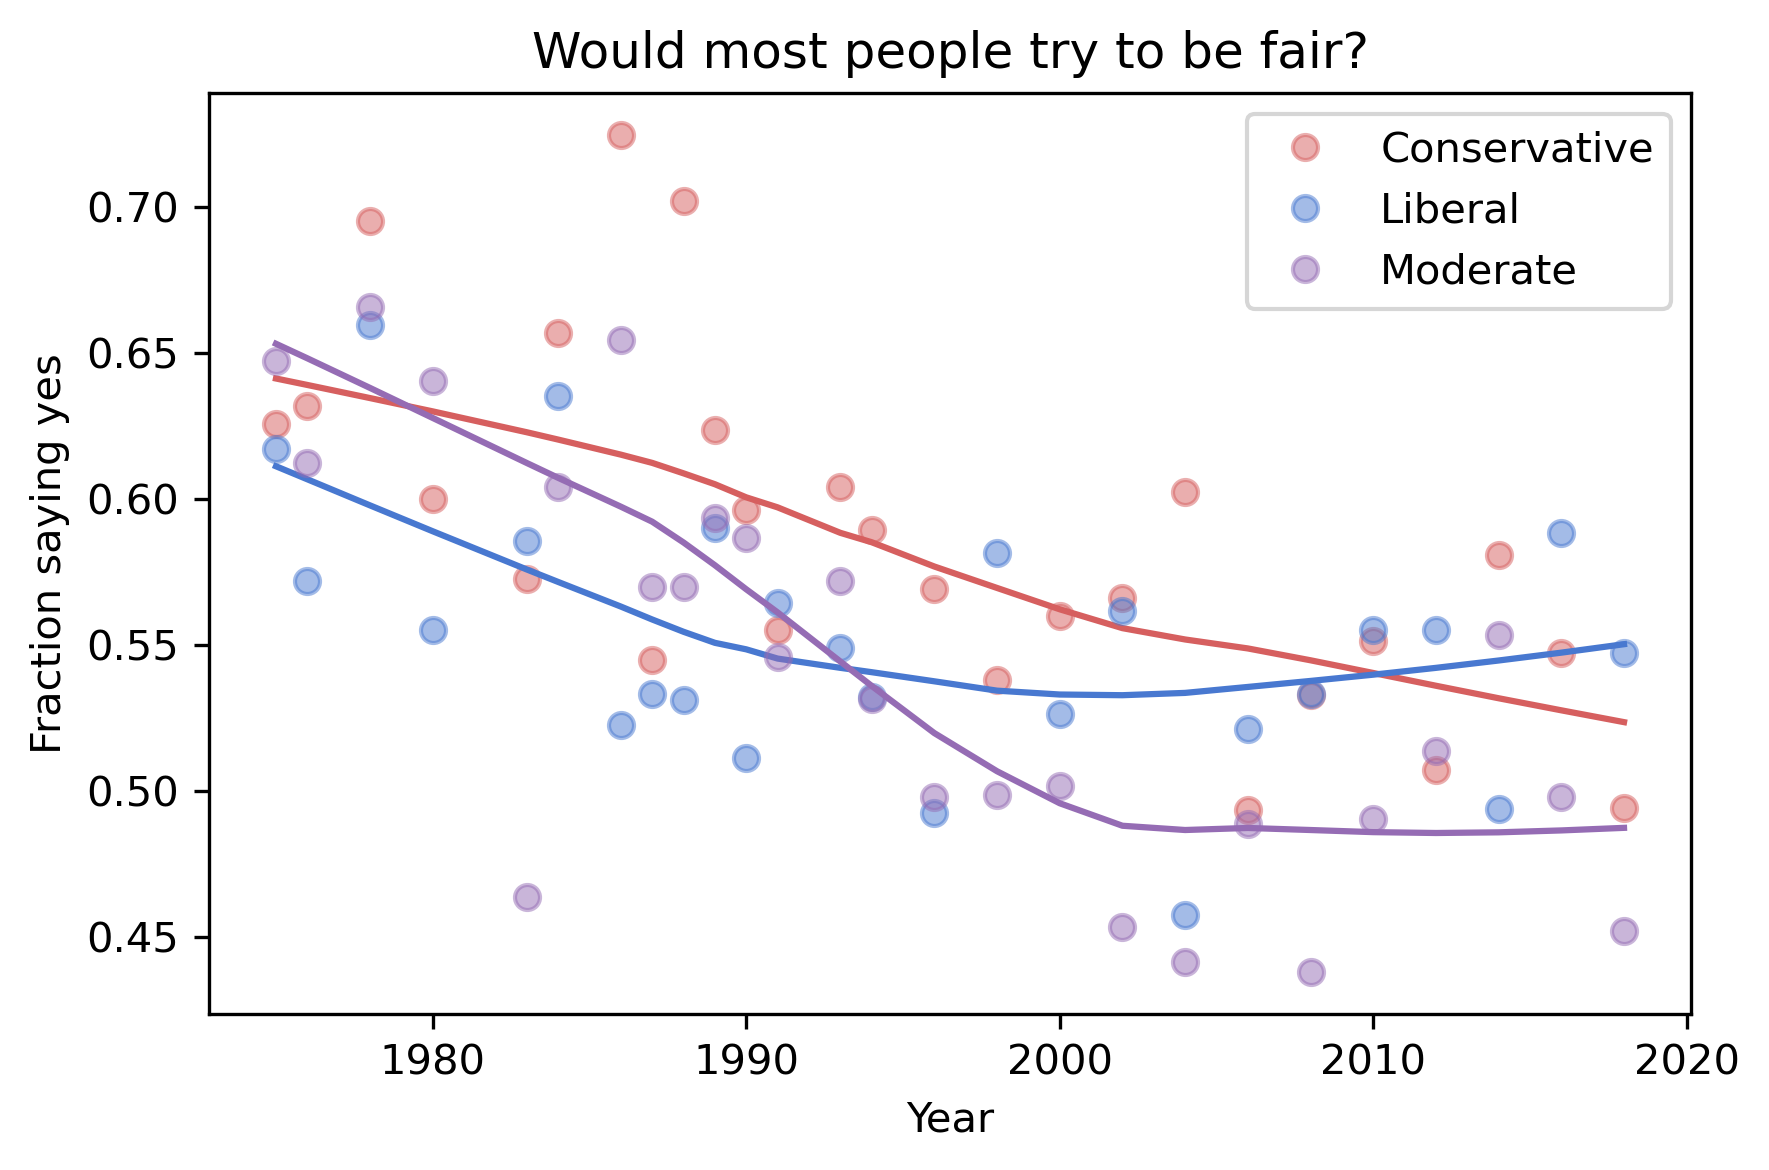 Would most people try to be fair?
Conservative
Liberal
Moderate
Fraction saying yes
0.70
0.65
0.60
0.55
0.50
0.45
1980 1990 2000 2010 2020
Year